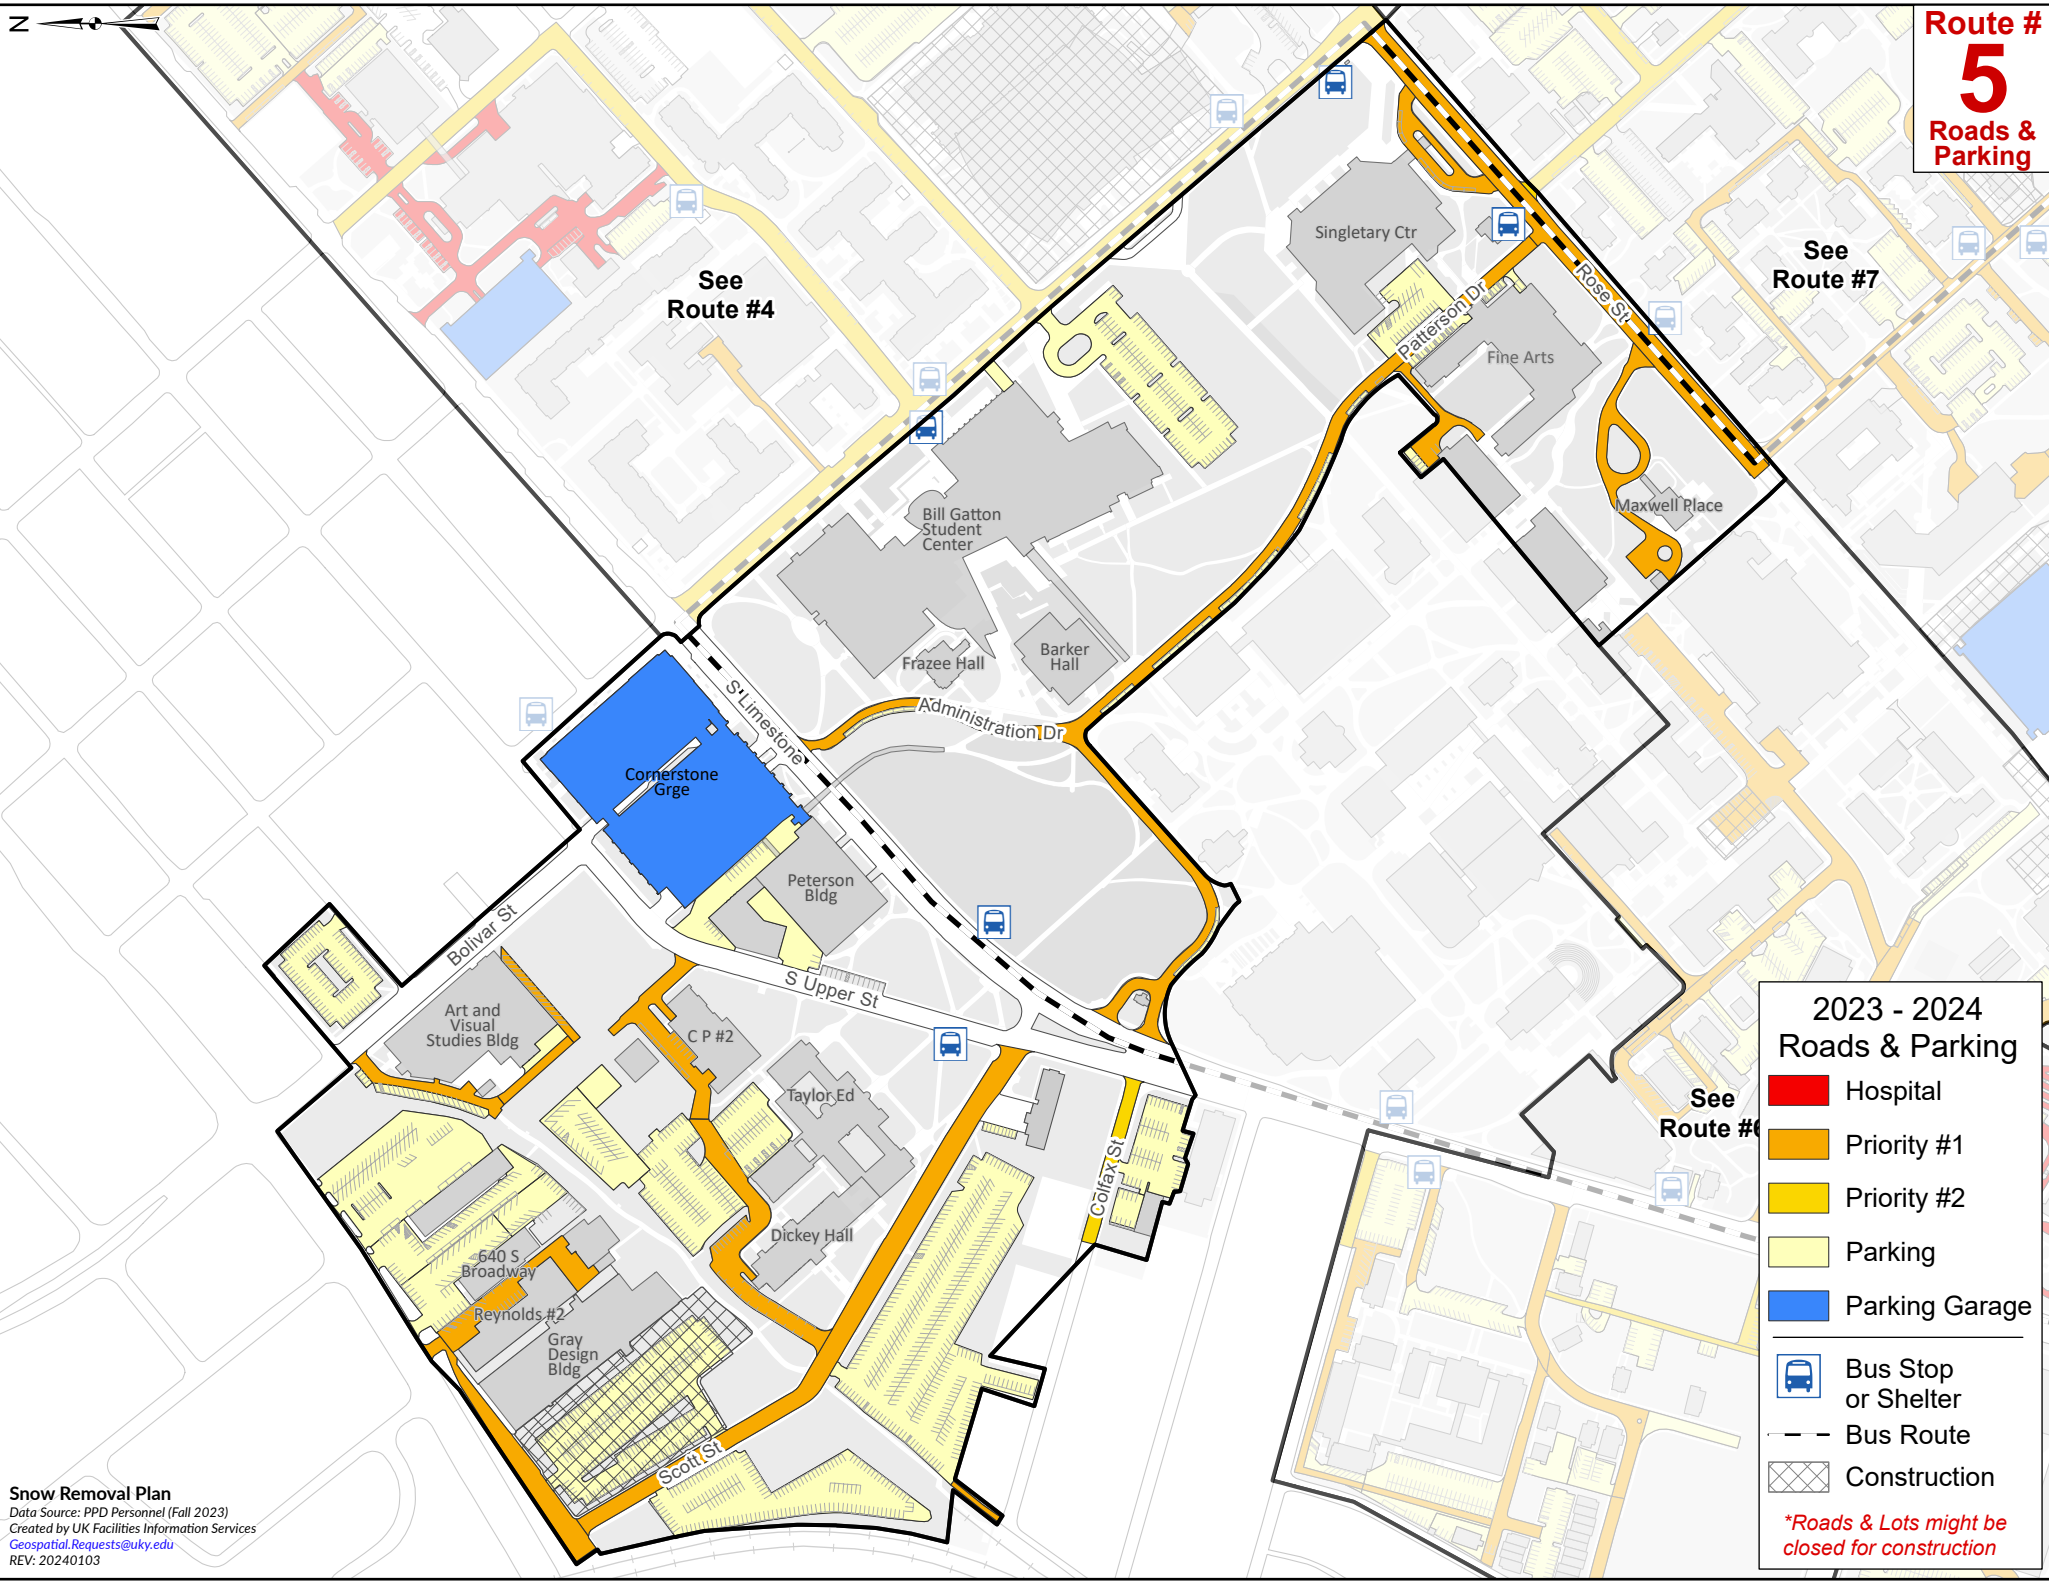 N
Route #
5
Roads &
Parking
See
Route #4
See
Route #7
Singletary Ctr
Rose St
Patterson Dr
Fine Arts
Maxwell Place
Bill Gatton
Student
Center
Frazee Hall
Barker
Hall
S Limestone
Administration Dr
Cornerstone
Grge
Peterson
Bldg
Bolivar St
S Upper St
Art and
Visual
Studies Bldg
C P #2
Taylor Ed
Colfax St
Dickey Hall
640 S
Broadway
Reynolds #2
Gray
Design
Bldg
Scott St
See
Route #6
2023 - 2024
Roads & Parking
Hospital
Priority #1
Priority #2
Parking
Parking Garage
Bus Stop
or Shelter
Bus Route
Construction
*Roads & Lots might be
closed for construction
Snow Removal Plan
Data Source: PPD Personnel (Fall 2023)
Created by UK Facilities Information Services
Geospatial.Requests@uky.edu
REV: 20240103